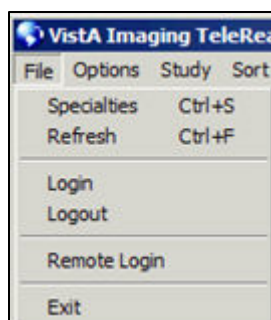 VistA Imaging TeleRea
File Options Study Sort
Specialties Ctrl+S
Refresh Ctrl+F
Login
Logout
Remote Login
Exit